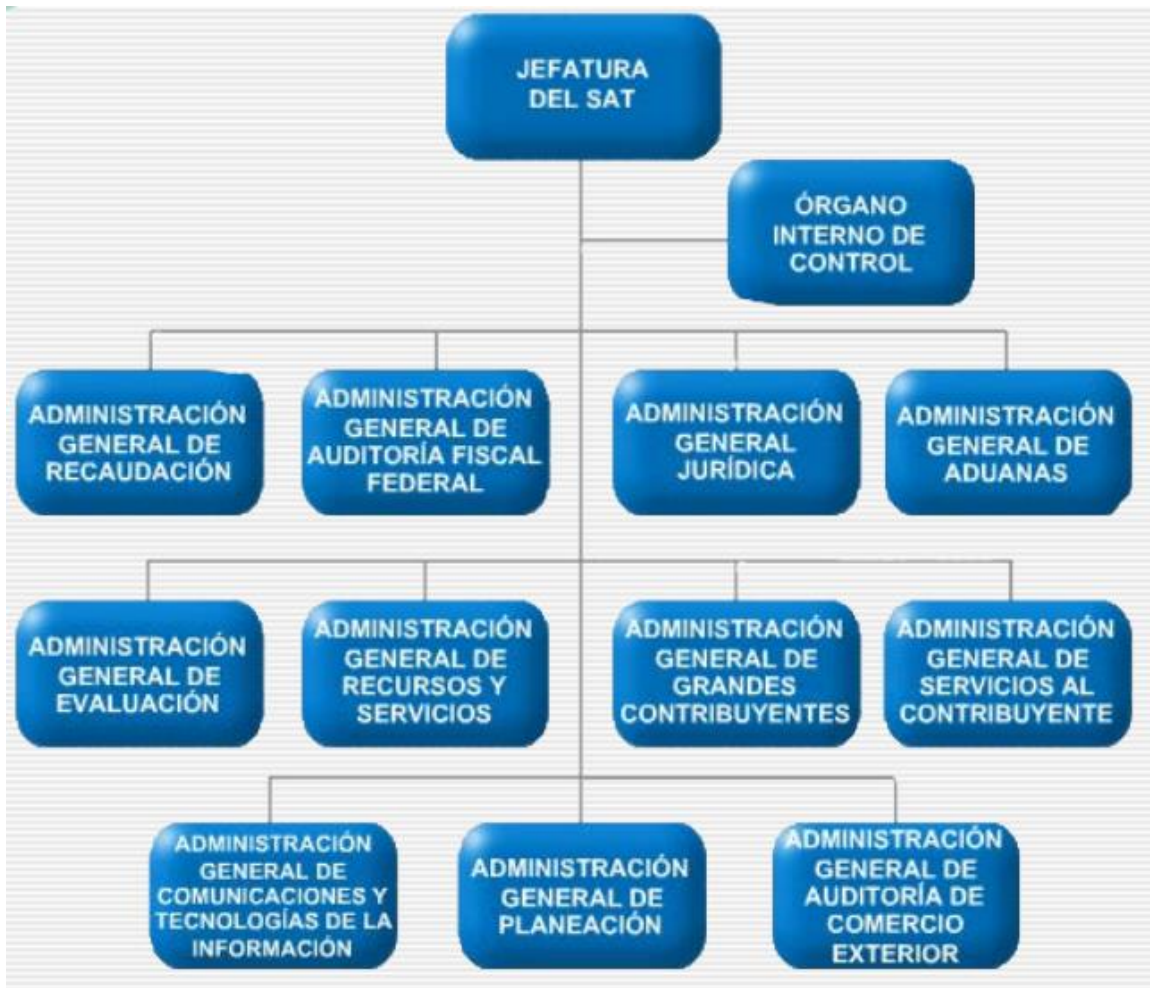 JEFATURA
DEL SAT
ÓRGANO
INTERNO DE
CONTROL
ADMINISTRACIÓN
GENERAL DE
RECAUDACIÓN
ADMINISTRACIÓN
GENERAL DE
AUDITORÍA FISCAL
FEDERAL
ADMINISTRACIÓN
GENERAL
JURÍDICA
ADMINISTRACIÓN
GENERAL DE
ADUANAS
ADMINISTRACIÓN
GENERAL DE
EVALUACIÓN
ADMINISTRACIÓN
GENERAL DE
RECURSOS Y
SERVICIOS
ADMINISTRACIÓN
GENERAL DE
GRANDES
CONTRIBUYENTES
ADMINISTRACIÓN
GENERAL DE
SERVICIOS AL
CONTRIBUYENTE
ADMINISTRACIÓN
GENERAL DE
COMUNICACIONES Y
TECNOLOGÍAS DE LA
INFORMACIÓN
ADMINISTRACIÓN
GENERAL DE
PLANEACIÓN
ADMINISTRACIÓN
GENERAL DE
AUDITORÍA DE
COMERCIO
EXTERIOR